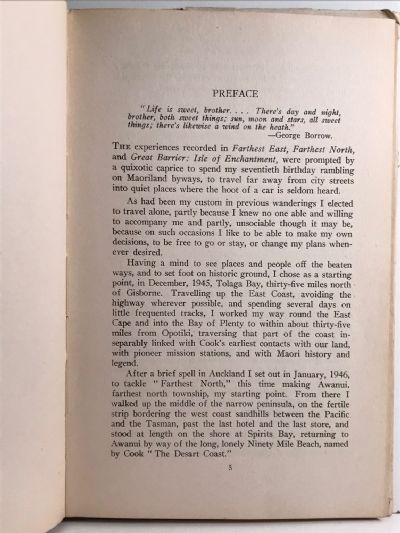 PREFACE
"Life is sweet, brother. . . . There's day and night,
brother, both sweet things; sun, moon and stars, all sweet
things; there's likewise a wind on the heath."
—George Borrow.
THE experiences recorded in Farthest East, Farthest North,
and Great Barrier: Isle of Enchantment, were prompted by
a quixotic caprice to spend my seventieth birthday rambling
on Maoriland byways, to travel far away from city streets
into quiet places where the hoot of a car is seldom heard.
As had been my custom in previous wanderings I elected
to travel alone, partly because I knew no one able and willing
to accompany me and partly, unsociable though it may be,
because on such occasions I like to be able to make my own
decisions, to be free to go or stay, or change my plans when-
ever desired.
Having a mind to see places and people off the beaten
ways, and to set foot on historic ground, I chose as a starting
point, in December, 1945, Tolaga Bay, thirty-five miles north
of Gisborne. Travelling up the East Coast, avoiding the
highway wherever possible, and spending several days on
little frequented tracks, I worked my way round the East
Cape and into the Bay of Plenty to within about thirty-five
miles from Opotiki, traversing that part of the coast in-
separably linked with Cook's earliest contacts with our land,
with pioneer mission stations, and with Maori history and
legend.
After a brief spell in Auckland I set out in January, 1946,
to tackle "Farthest North," this time making Awanui,
farthest north township, my starting point. From there I
walked up the middle of the narrow peninsula, on the fertile
strip bordering the west coast sandhills between the Pacific
and the Tasman, past the last hotel and the last store, and
stood at length on the shore at Spirits Bay, returning to
Awanui by way of the long, lonely Ninety Mile Beach, named
by Cook "The Desart Coast."
5